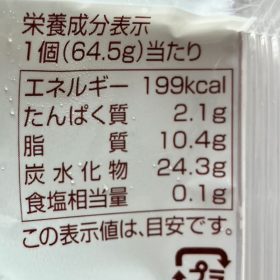 栄養成分表示
1個(64.5g)当たり
エネルギー 199kcal
たんぱく質 2.1g
脂質 10.4g
炭水化物 24.3g
食塩相当量 0.1g
この表示値は、目安です。
プラ